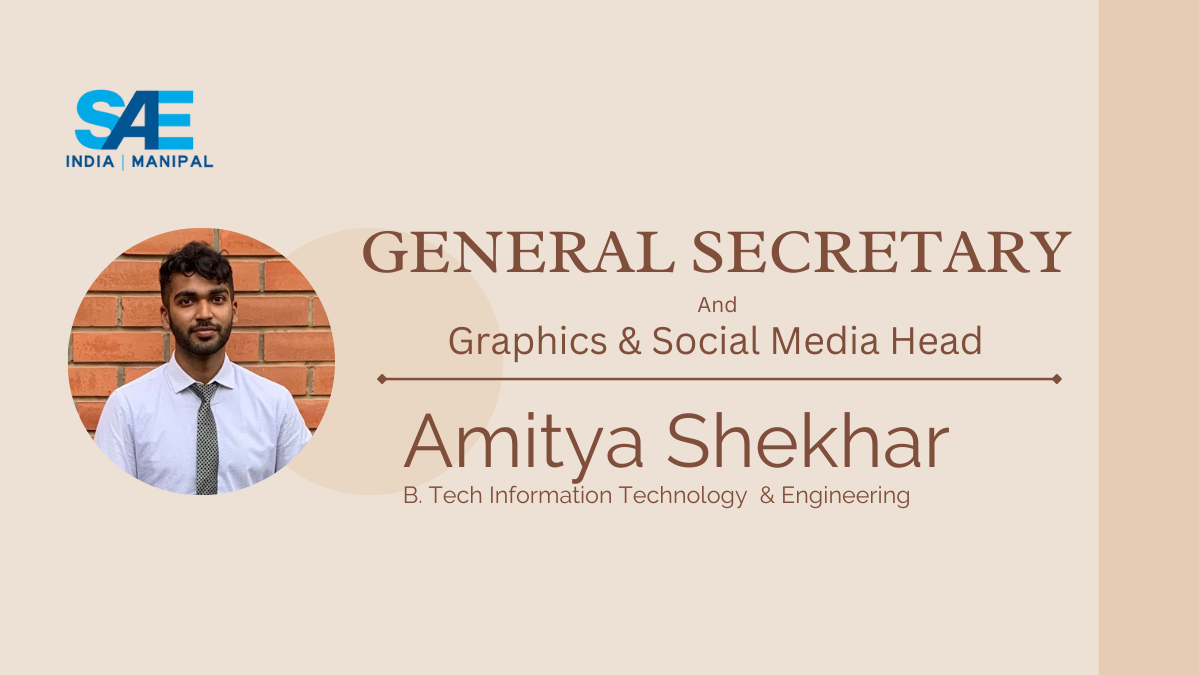 SAE
INDIA | MANIPAL
GENERAL SECRETARY
And
Graphics & Social Media Head
Amitya Shekhar
B. Tech Information Technology & Engineering